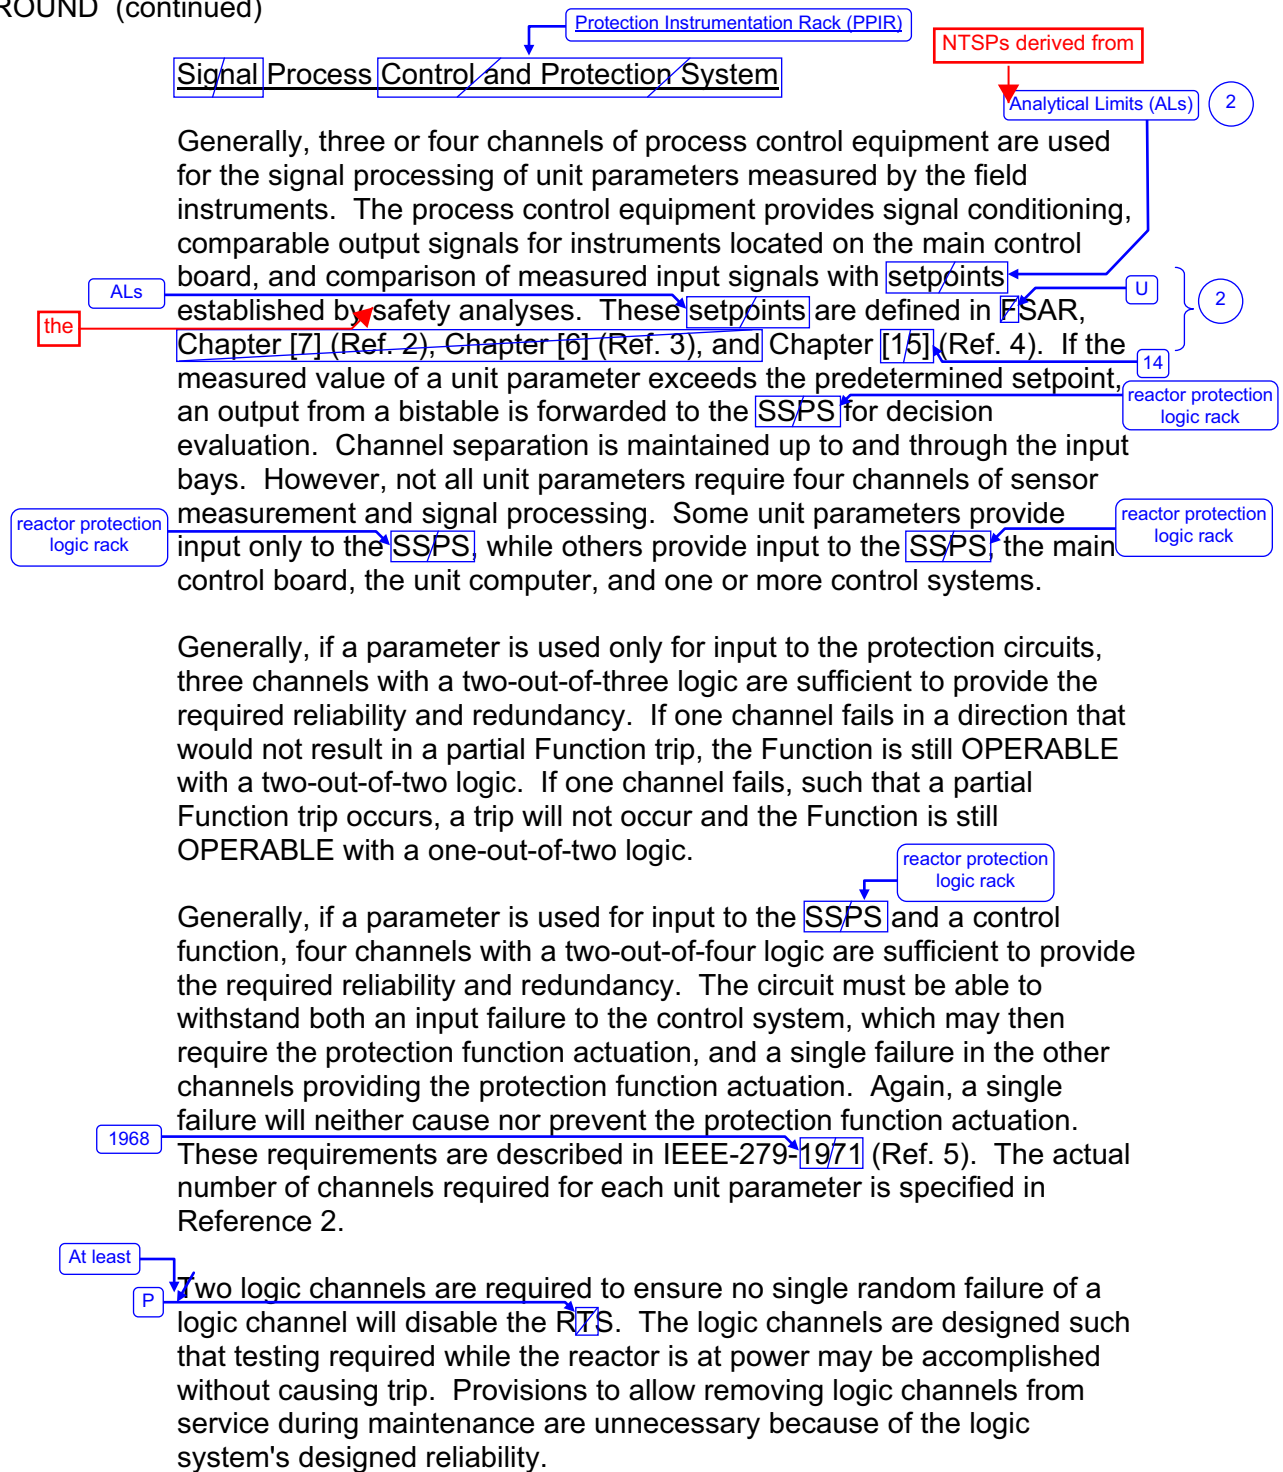 ROUND (continued)
Protection Instrumentation Rack (PPIR)
NTSPs derived from
Signal Process Control and Protection System
Analytical Limits (ALs) 2
Generally, three or four channels of process control equipment are used
for the signal processing of unit parameters measured by the field
instruments. The process control equipment provides signal conditioning,
comparable output signals for instruments located on the main control
board, and comparison of measured input signals with setpoints
ALs
U
2
established by safety analyses. These setpoints are defined in FSAR,
the
Chapter [7] (Ref. 2), Chapter [6] (Ref. 3), and Chapter [15] (Ref. 4). If the
14
measured value of a unit parameter exceeds the predetermined setpoint,
reactor protection
logic rack
an output from a bistable is forwarded to the SSPS for decision
evaluation. Channel separation is maintained up to and through the input
bays. However, not all unit parameters require four channels of sensor
measurement and signal processing. Some unit parameters provide
reactor protection
logic rack
reactor protection
logic rack
input only to the SSPS, while others provide input to the SSPS, the main
control board, the unit computer, and one or more control systems.
Generally, if a parameter is used only for input to the protection circuits,
three channels with a two-out-of-three logic are sufficient to provide the
required reliability and redundancy. If one channel fails in a direction that
would not result in a partial Function trip, the Function is still OPERABLE
with a two-out-of-two logic. If one channel fails, such that a partial
Function trip occurs, a trip will not occur and the Function is still
OPERABLE with a one-out-of-two logic.
reactor protection
logic rack
Generally, if a parameter is used for input to the SSPS and a control
function, four channels with a two-out-of-four logic are sufficient to provide
the required reliability and redundancy. The circuit must be able to
withstand both an input failure to the control system, which may then
require the protection function actuation, and a single failure in the other
channels providing the protection function actuation. Again, a single
failure will neither cause nor prevent the protection function actuation.
1968
These requirements are described in IEEE-279-1971 (Ref. 5). The actual
number of channels required for each unit parameter is specified in
Reference 2.
At least
Two logic channels are required to ensure no single random failure of a
P
logic channel will disable the RTS. The logic channels are designed such
that testing required while the reactor is at power may be accomplished
without causing trip. Provisions to allow removing logic channels from
service during maintenance are unnecessary because of the logic
system's designed reliability.